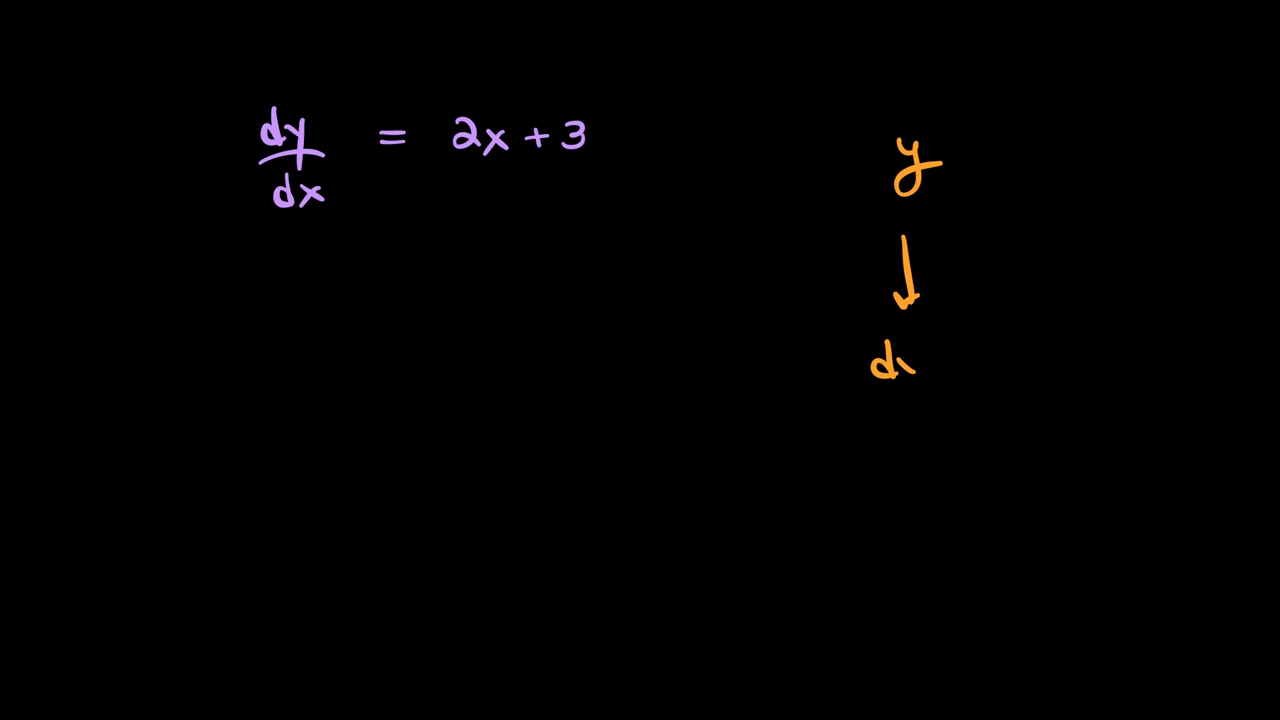 dy/dx = 2x + 3
y
↓
d